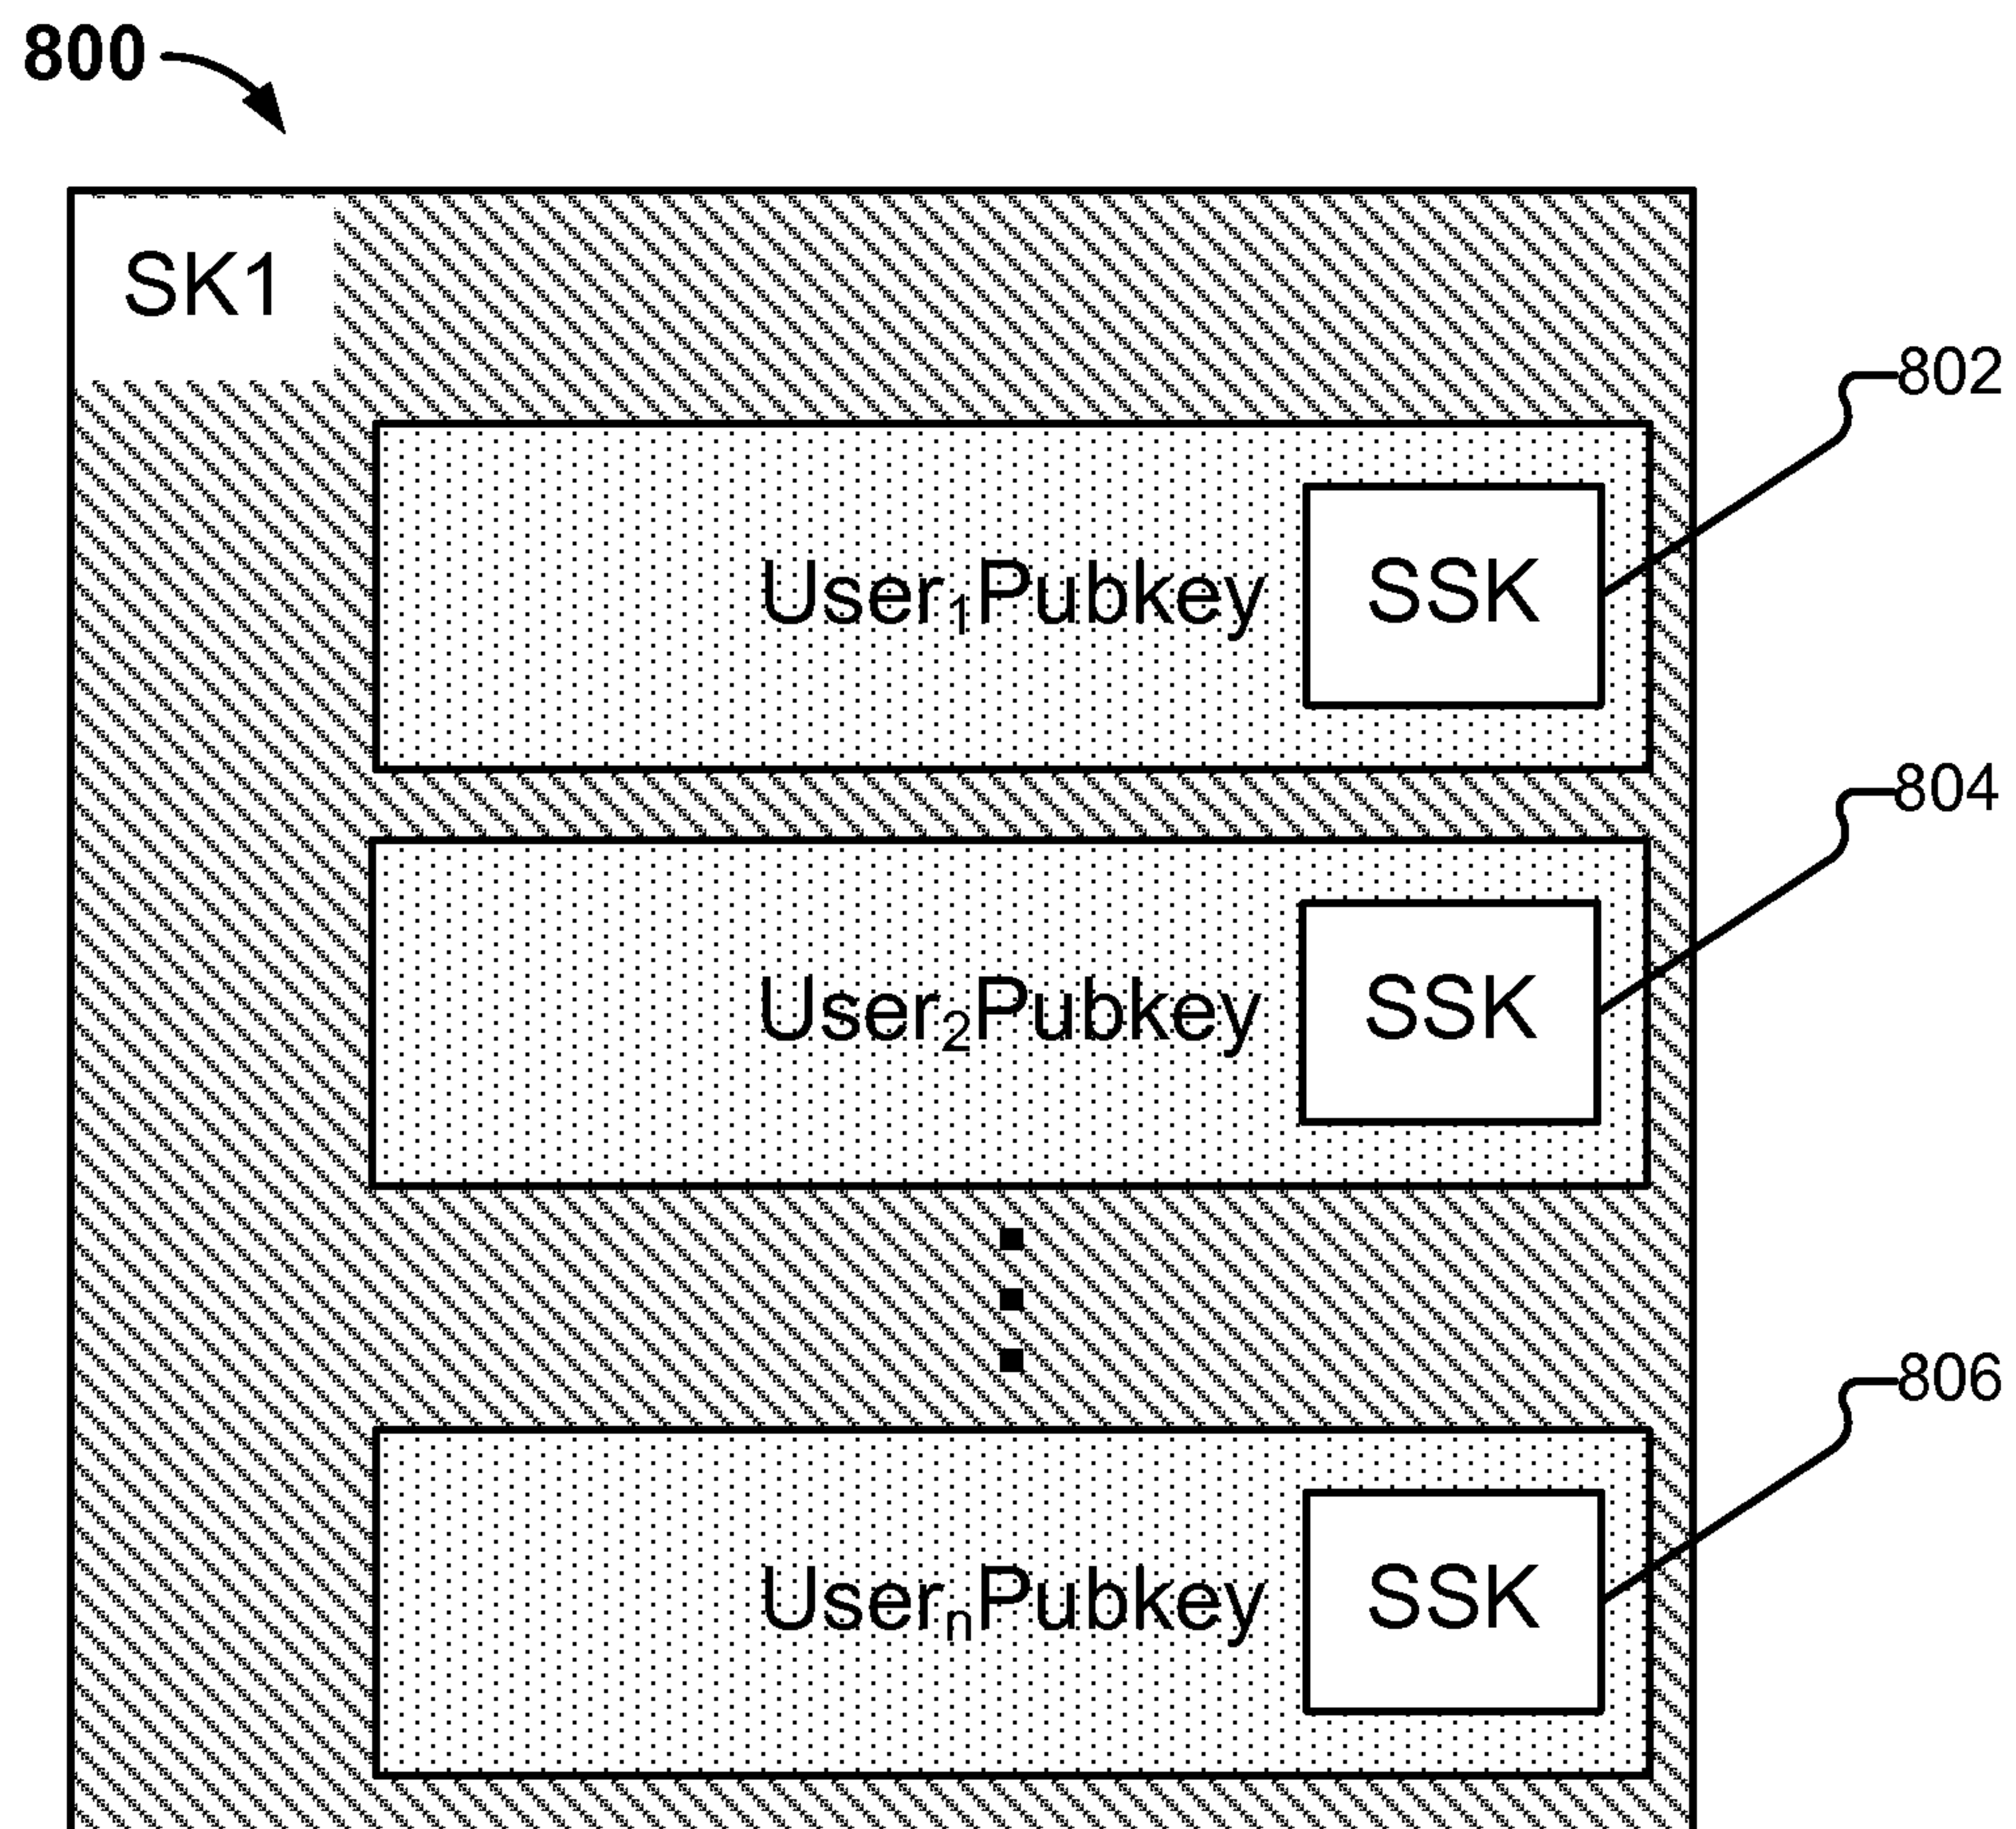 800
SK1
802
User₁Pubkey SSK
804
User₂Pubkey SSK
806
UserₙPubkey SSK